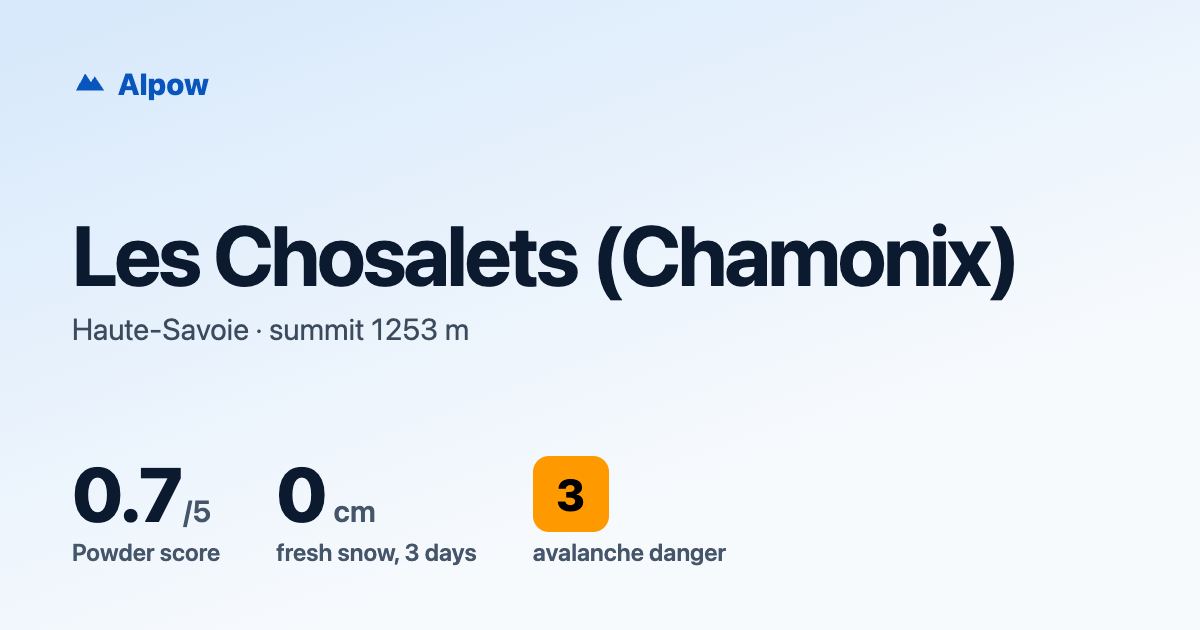 Alpow
Les Chosalets (Chamonix)
Haute-Savoie · summit 1253 m
0.7/5
Powder score
0 cm
fresh snow, 3 days
3
avalanche danger